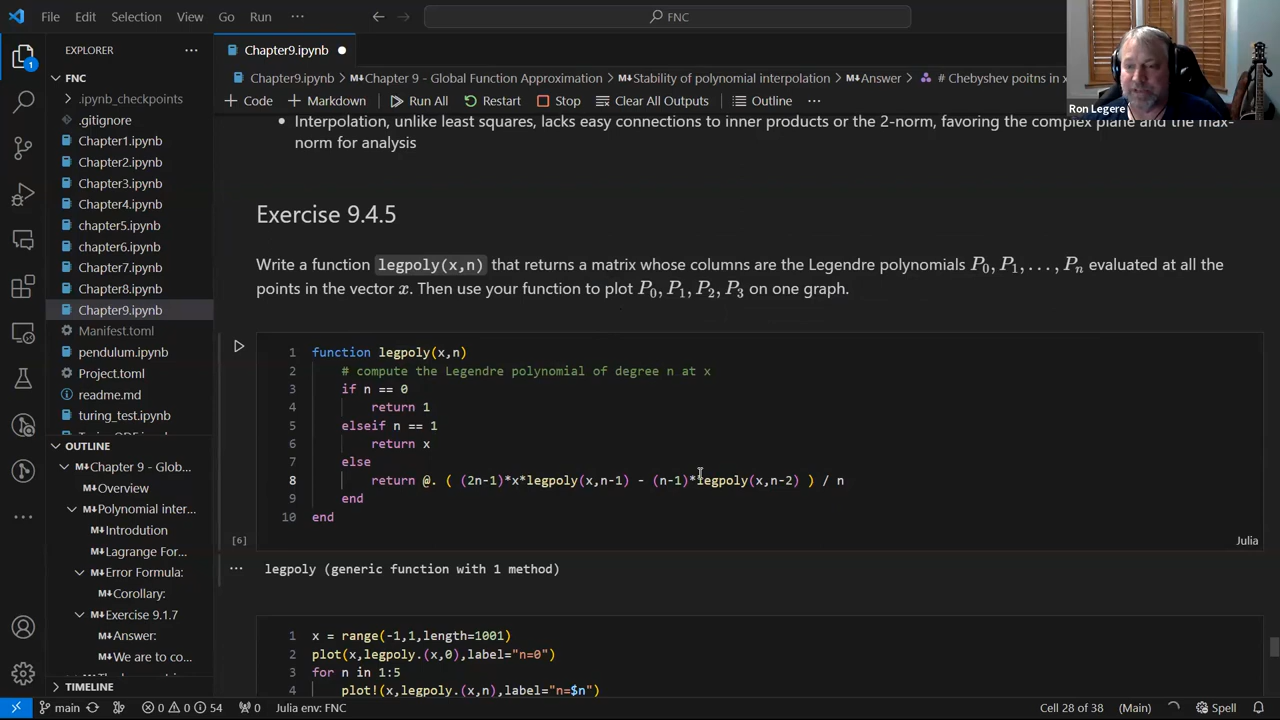 File Edit Selection View Go Run ··· FNC
EXPLORER ···
FNC
.ipynb_checkpoints
.gitignore
Chapter1.ipynb
Chapter2.ipynb
Chapter3.ipynb
Chapter4.ipynb
chapter5.ipynb
chapter6.ipynb
Chapter7.ipynb
Chapter8.ipynb
Chapter9.ipynb
Manifest.toml
pendulum.ipynb
Project.toml
readme.md
turing_test.ipynb
OUTLINE
Chapter 9 - Glob...
Overview
Polynomial inter...
Introdution
Lagrange For...
Error Formula:
Corollary:
Exercise 9.1.7
Answer:
We are to co...
TIMELINE
Chapter9.ipynb
Chapter9.ipynb > Chapter 9 - Global Function Approximation > Stability of polynomial interpolation > Answer > # Chebyshev poitns in x
+ Code + Markdown Run All Restart Stop Clear All Outputs Outline ···
Ron Legere
• Interpolation, unlike least squares, lacks easy connections to inner products or the 2-norm, favoring the complex plane and the max-
norm for analysis
Exercise 9.4.5
Write a function legpoly(x,n) that returns a matrix whose columns are the Legendre polynomials P₀, P₁, . . . , Pₙ evaluated at all the
points in the vector x. Then use your function to plot P₀, P₁, P₂, P₃ on one graph.
1 function legpoly(x,n)
2 # compute the Legendre polynomial of degree n at x
3 if n == 0
4 return 1
5 elseif n == 1
6 return x
7 else
8 return @. ( (2n-1)*x*legpoly(x,n-1) - (n-1)*legpoly(x,n-2) ) / n
9 end
10 end
[6] Julia
··· legpoly (generic function with 1 method)
1 x = range(-1,1,length=1001)
2 plot(x,legpoly.(x,0),label="n=0")
3 for n in 1:5
4 plot!(x,legpoly.(x,n),label="n=$n")
main 0 0 54 0 Julia env: FNC Cell 28 of 38 (Main) Spell